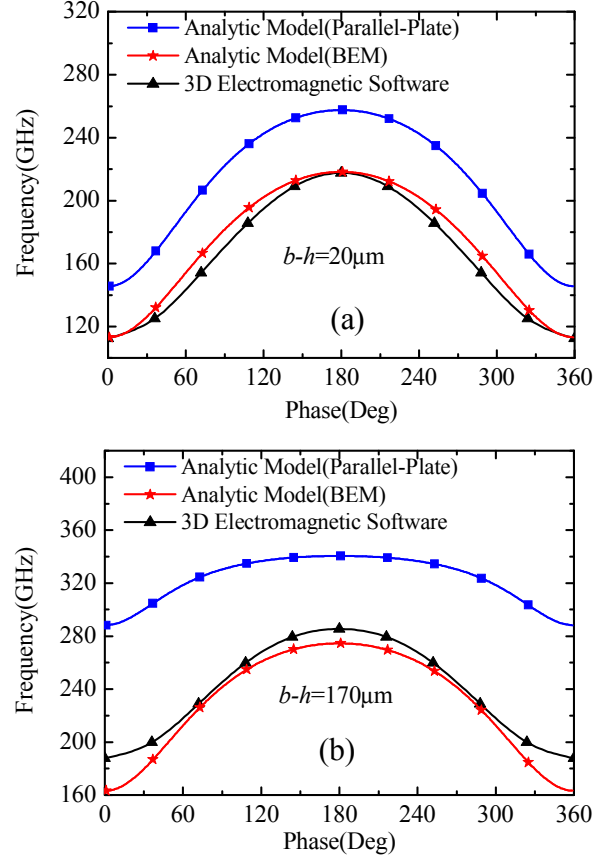 320
280
240
200
160
120
Frequency(GHz)
Analytic Model(Parallel-Plate)
Analytic Model(BEM)
3D Electromagnetic Software
b-h=20μm
(a)
0 60 120 180 240 300 360
Phase(Deg)
400
360
320
280
240
200
160
Frequency(GHz)
Analytic Model(Parallel-Plate)
Analytic Model(BEM)
3D Electromagnetic Software
b-h=170μm
(b)
0 60 120 180 240 300 360
Phase(Deg)